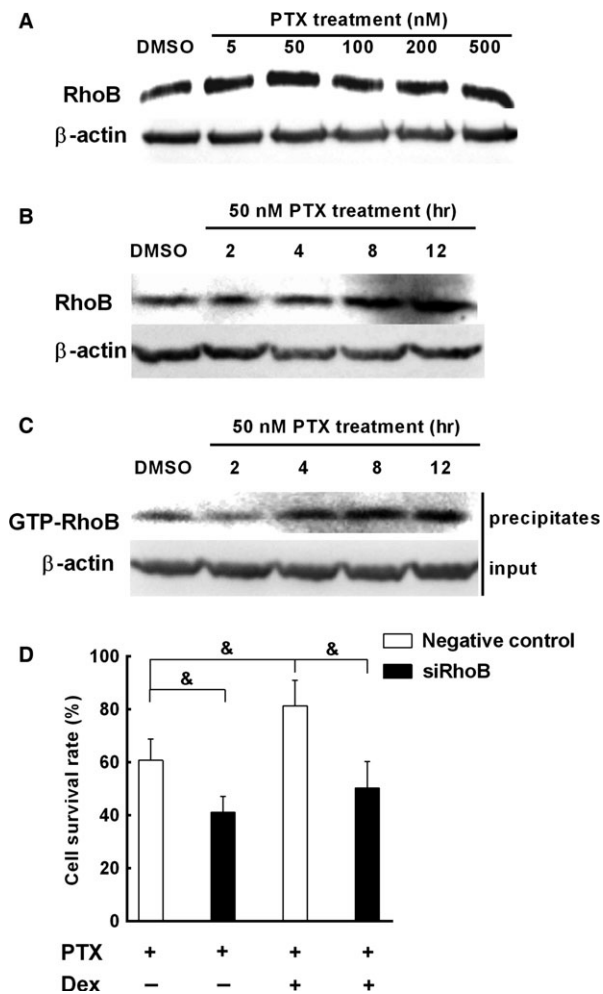 A
PTX treatment (nM)
DMSO 5 50 100 200 500
RhoB
β-actin
B
50 nM PTX treatment (hr)
DMSO 2 4 8 12
RhoB
β-actin
C
50 nM PTX treatment (hr)
DMSO 2 4 8 12
GTP-RhoB precipitates
β-actin input
D
Negative control
siRhoB
& &
&
Cell survival rate (%)
100
80
60
40
20
0
PTX + + + +
Dex – – + +